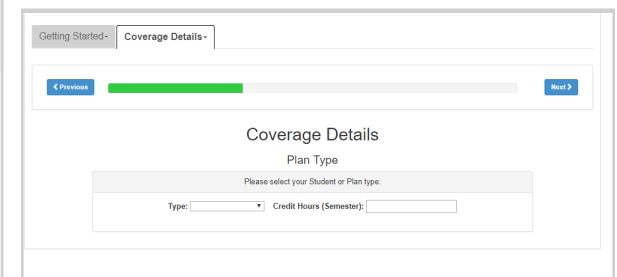 Getting Started- Coverage Details-
Previous Next
Coverage Details
Plan Type
Please select your Student or Plan type:
Type: Credit Hours (Semester):